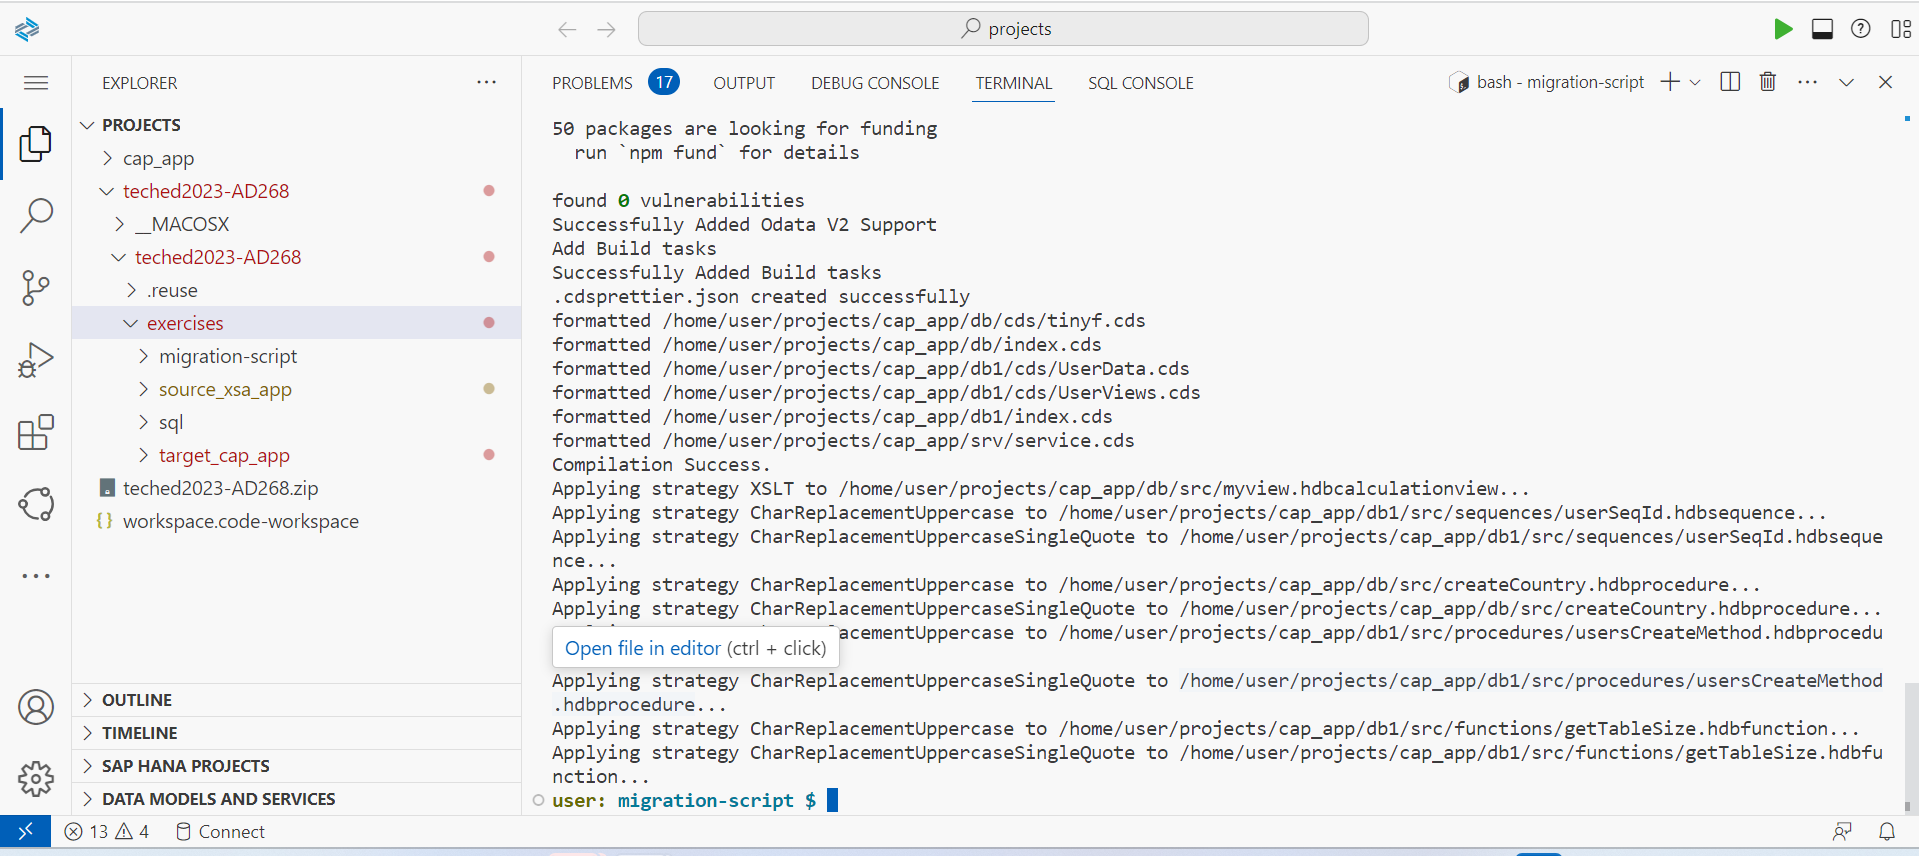 projects
EXPLORER
PROJECTS
cap_app
teched2023-AD268
__MACOSX
teched2023-AD268
.reuse
exercises
migration-script
source_xsa_app
sql
target_cap_app
teched2023-AD268.zip
{} workspace.code-workspace
OUTLINE
TIMELINE
SAP HANA PROJECTS
DATA MODELS AND SERVICES
PROBLEMS 17 OUTPUT DEBUG CONSOLE TERMINAL SQL CONSOLE
bash - migration-script
50 packages are looking for funding
run `npm fund` for details
found 0 vulnerabilities
Successfully Added Odata V2 Support
Add Build tasks
Successfully Added Build tasks
.cdsprettier.json created successfully
formatted /home/user/projects/cap_app/db/cds/tinyf.cds
formatted /home/user/projects/cap_app/db/index.cds
formatted /home/user/projects/cap_app/db1/cds/UserData.cds
formatted /home/user/projects/cap_app/db1/cds/UserViews.cds
formatted /home/user/projects/cap_app/db1/index.cds
formatted /home/user/projects/cap_app/srv/service.cds
Compilation Success.
Applying strategy XSLT to /home/user/projects/cap_app/db/src/myview.hdbcalculationview...
Applying strategy CharReplacementUppercase to /home/user/projects/cap_app/db1/src/sequences/userSeqId.hdbsequence...
Applying strategy CharReplacementUppercaseSingleQuote to /home/user/projects/cap_app/db1/src/sequences/userSeqId.hdbseque
nce...
Applying strategy CharReplacementUppercase to /home/user/projects/cap_app/db/src/createCountry.hdbprocedure...
Applying strategy CharReplacementUppercaseSingleQuote to /home/user/projects/cap_app/db/src/createCountry.hdbprocedure...
lacementUppercase to /home/user/projects/cap_app/db1/src/procedures/usersCreateMethod.hdbprocedu
Open file in editor (ctrl + click)
Applying strategy CharReplacementUppercaseSingleQuote to /home/user/projects/cap_app/db1/src/procedures/usersCreateMethod
.hdbprocedure...
Applying strategy CharReplacementUppercase to /home/user/projects/cap_app/db1/src/functions/getTableSize.hdbfunction...
Applying strategy CharReplacementUppercaseSingleQuote to /home/user/projects/cap_app/db1/src/functions/getTableSize.hdbfu
nction...
user: migration-script $
13 4 Connect